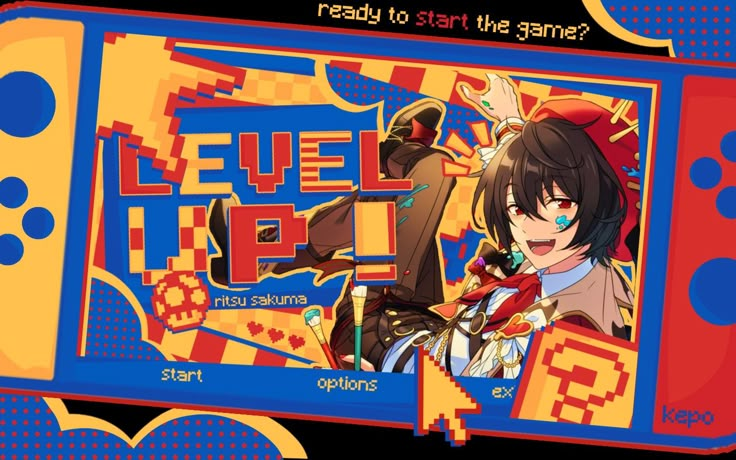 ready to start the game?
LEVEL
UP!
ritsu sakuma
start
options
ex
?
kepo